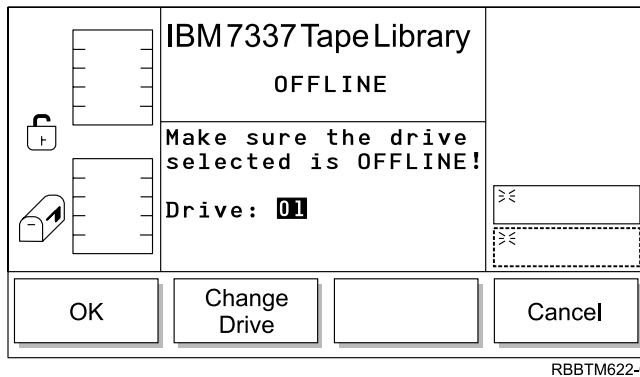 IBM 7337 Tape Library
OFFLINE
Make sure the drive
selected is OFFLINE!
Drive: 01
OK
Change
Drive
Cancel
RBBTM622-